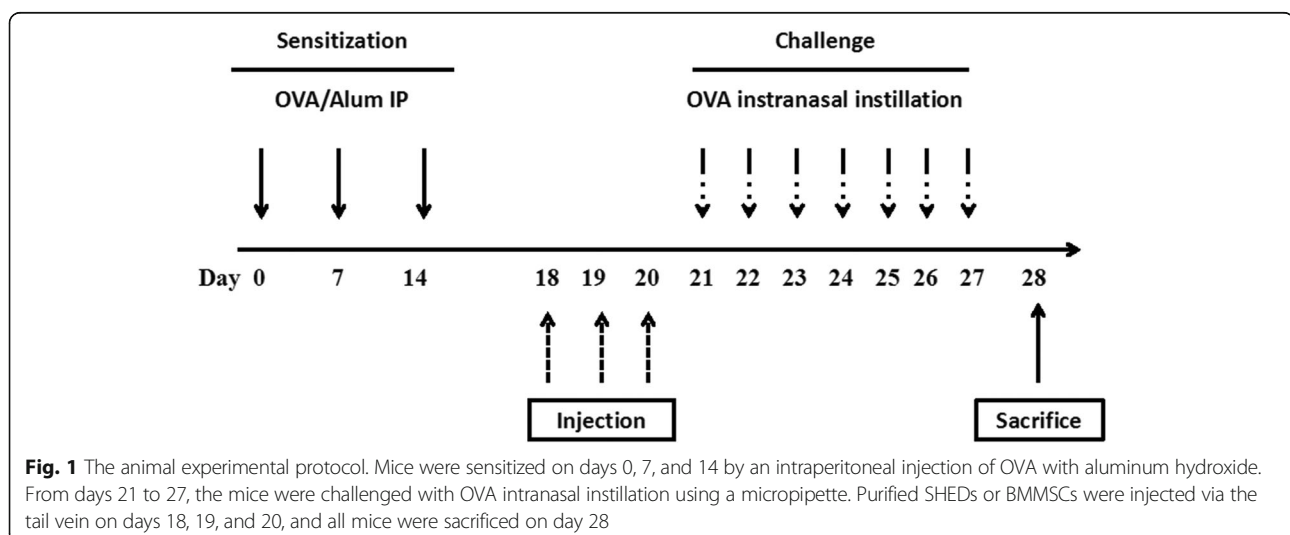 Sensitization
Challenge
OVA/Alum IP
OVA instranasal instillation
Day 0 7 14 18 19 20 21 22 23 24 25 26 27 28
Injection
Sacrifice
Fig. 1 The animal experimental protocol. Mice were sensitized on days 0, 7, and 14 by an intraperitoneal injection of OVA with aluminum hydroxide.
From days 21 to 27, the mice were challenged with OVA intranasal instillation using a micropipette. Purified SHEDs or BMMSCs were injected via the
tail vein on days 18, 19, and 20, and all mice were sacrificed on day 28